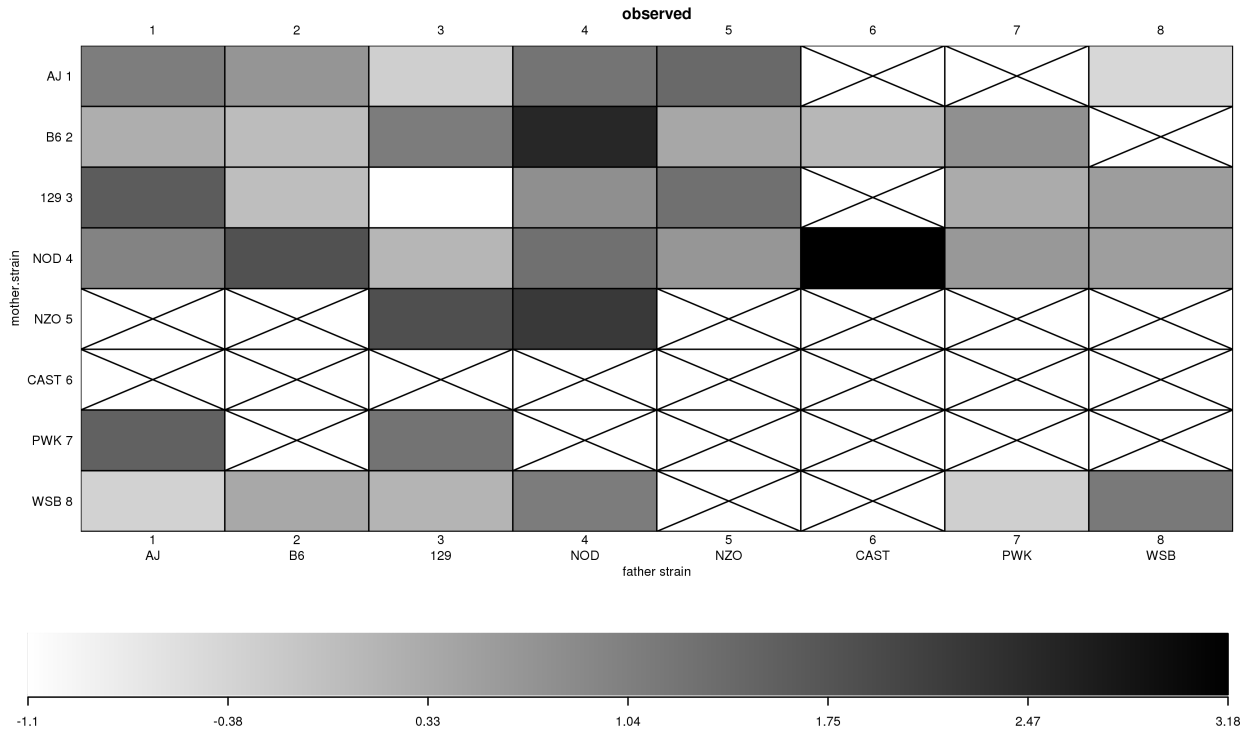 observed
1 2 3 4 5 6 7 8
AJ 1
B6 2
129 3
NOD 4
NZO 5
CAST 6
PWK 7
WSB 8
mother.strain
1 2 3 4 5 6 7 8
AJ B6 129 NOD NZO CAST PWK WSB
father strain
-1.1 -0.38 0.33 1.04 1.75 2.47 3.18